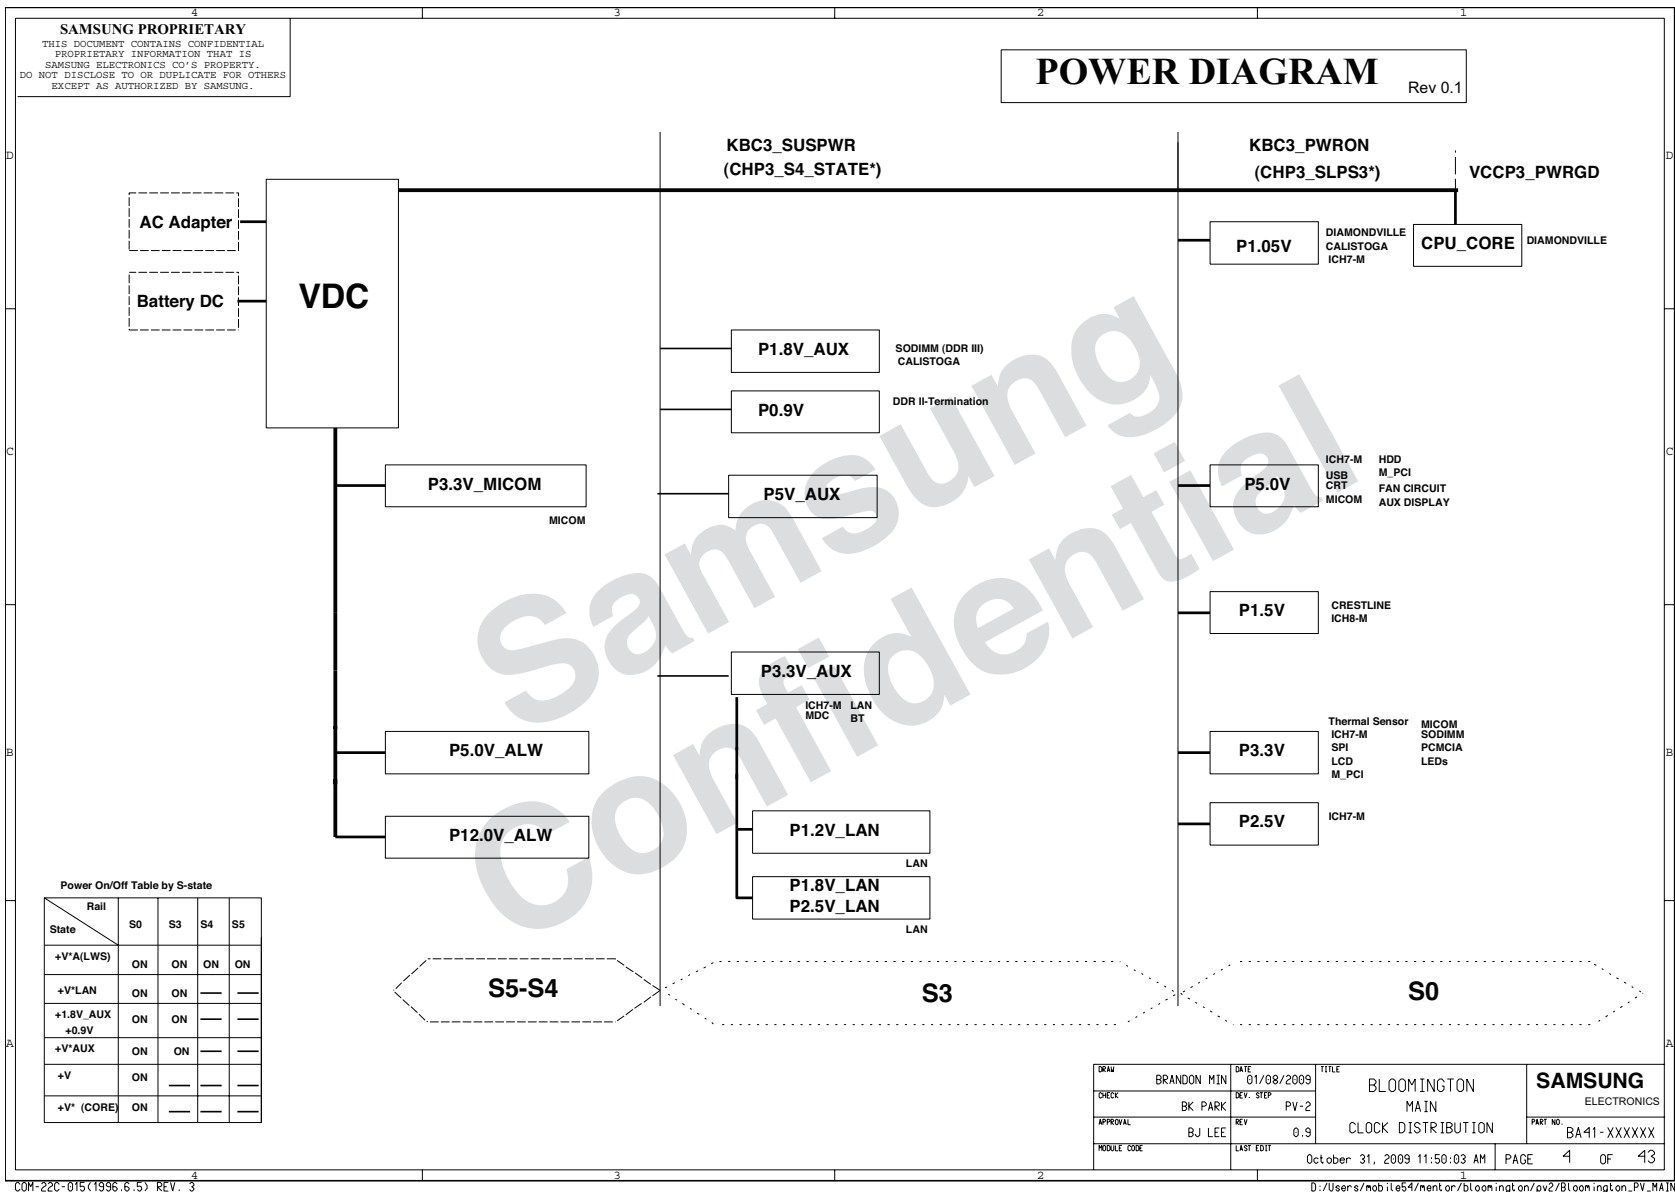 4 3 2 1
SAMSUNG PROPRIETARY
THIS DOCUMENT CONTAINS CONFIDENTIAL
PROPRIETARY INFORMATION THAT IS
SAMSUNG ELECTRONICS CO'S PROPERTY.
DO NOT DISCLOSE TO OR DUPLICATE FOR OTHERS
EXCEPT AS AUTHORIZED BY SAMSUNG.
POWER DIAGRAM Rev 0.1
D D
KBC3_SUSPWR
(CHP3_S4_STATE*)
KBC3_PWRON
(CHP3_SLPS3*)
VCCP3_PWRGD
AC Adapter
Battery DC
VDC
P1.05V
DIAMONDVILLE
CALISTOGA
ICH7-M
CPU_CORE
DIAMONDVILLE
P1.8V_AUX
SODIMM (DDR III)
CALISTOGA
P0.9V
DDR II-Termination
C C
P3.3V_MICOM
MICOM
P5V_AUX
P5.0V
ICH7-M HDD
USB M_PCI
CRT FAN CIRCUIT
MICOM AUX DISPLAY
P1.5V
CRESTLINE
ICH8-M
P3.3V_AUX
ICH7-M LAN
MDC BT
B B
P5.0V_ALW
P3.3V
Thermal Sensor MICOM
ICH7-M SODIMM
SPI PCMCIA
LCD LEDs
M_PCI
P12.0V_ALW
P1.2V_LAN
LAN
P2.5V
ICH7-M
P1.8V_LAN
P2.5V_LAN
LAN
Samsung
Confidential
Power On/Off Table by S-state
Rail
State S0 S3 S4 S5
+V*A(LWS) ON ON ON ON
+V*LAN ON ON — —
+1.8V_AUX
+0.9V ON ON — —
+V*AUX ON ON — —
+V ON — — —
+V* (CORE) ON — — —
S5-S4
S3
S0
A A
DRAW BRANDON MIN
DATE 01/08/2009
TITLE
BLOOMINGTON
MAIN
CLOCK DISTRIBUTION
SAMSUNG
ELECTRONICS
CHECK BK PARK
DEV. STEP PV-2
APPROVAL BJ LEE
REV 0.9
PART NO. BA41-XXXXXX
MODULE CODE
LAST EDIT October 31, 2009 11:50:03 AM
PAGE 4 OF 43
4 3 2 1
COM-22C-015(1996.6.5) REV. 3
D:/Users/mobile54/mentor/bloomington/pv2/Bloomington_PV_MAIN